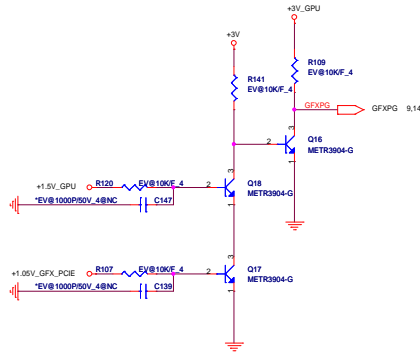 +3V_GPU
+3V
R109
EV@10K/F_4
R141
EV@10K/F_4
GFXPG
GFXPG 9,14
3
2
Q16
METR3904-G
1
+1.5V_GPU
R120
EV@10K/F_4
3
2
Q18
METR3904-G
1
*EV@1000P/50V_4@NC
C147
+1.05V_GFX_PCIE
R107
EV@10K/F_4
3
2
Q17
METR3904-G
1
*EV@1000P/50V_4@NC
C139